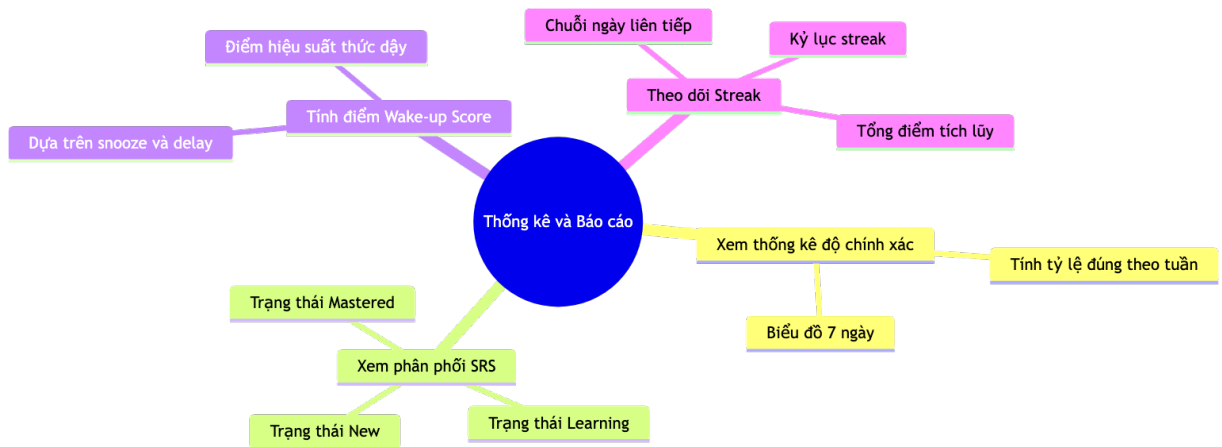 Chuỗi ngày liên tiếp
Kỷ lục streak
Điểm hiệu suất thức dậy
Theo dõi Streak
Tính điểm Wake-up Score
Tổng điểm tích lũy
Dựa trên snooze và delay
Thống kê và Báo cáo
Xem thống kê độ chính xác
Tính tỷ lệ đúng theo tuần
Trạng thái Mastered
Biểu đồ 7 ngày
Xem phân phối SRS
Trạng thái New
Trạng thái Learning